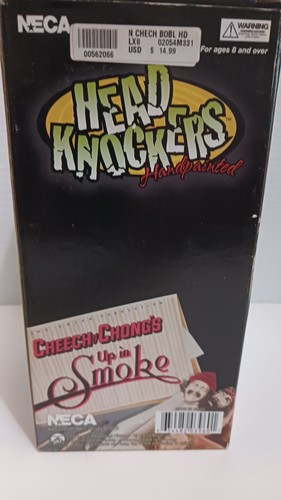 NECA
N CHECH BOBL HD
LX8 02054M331
USD $ 14.99
00562066
WARNING
For ages 8 and over
HEAD
KNOCKERS
Handpainted
CHEECH & CHONG'S
Up in
Smoke
NECA